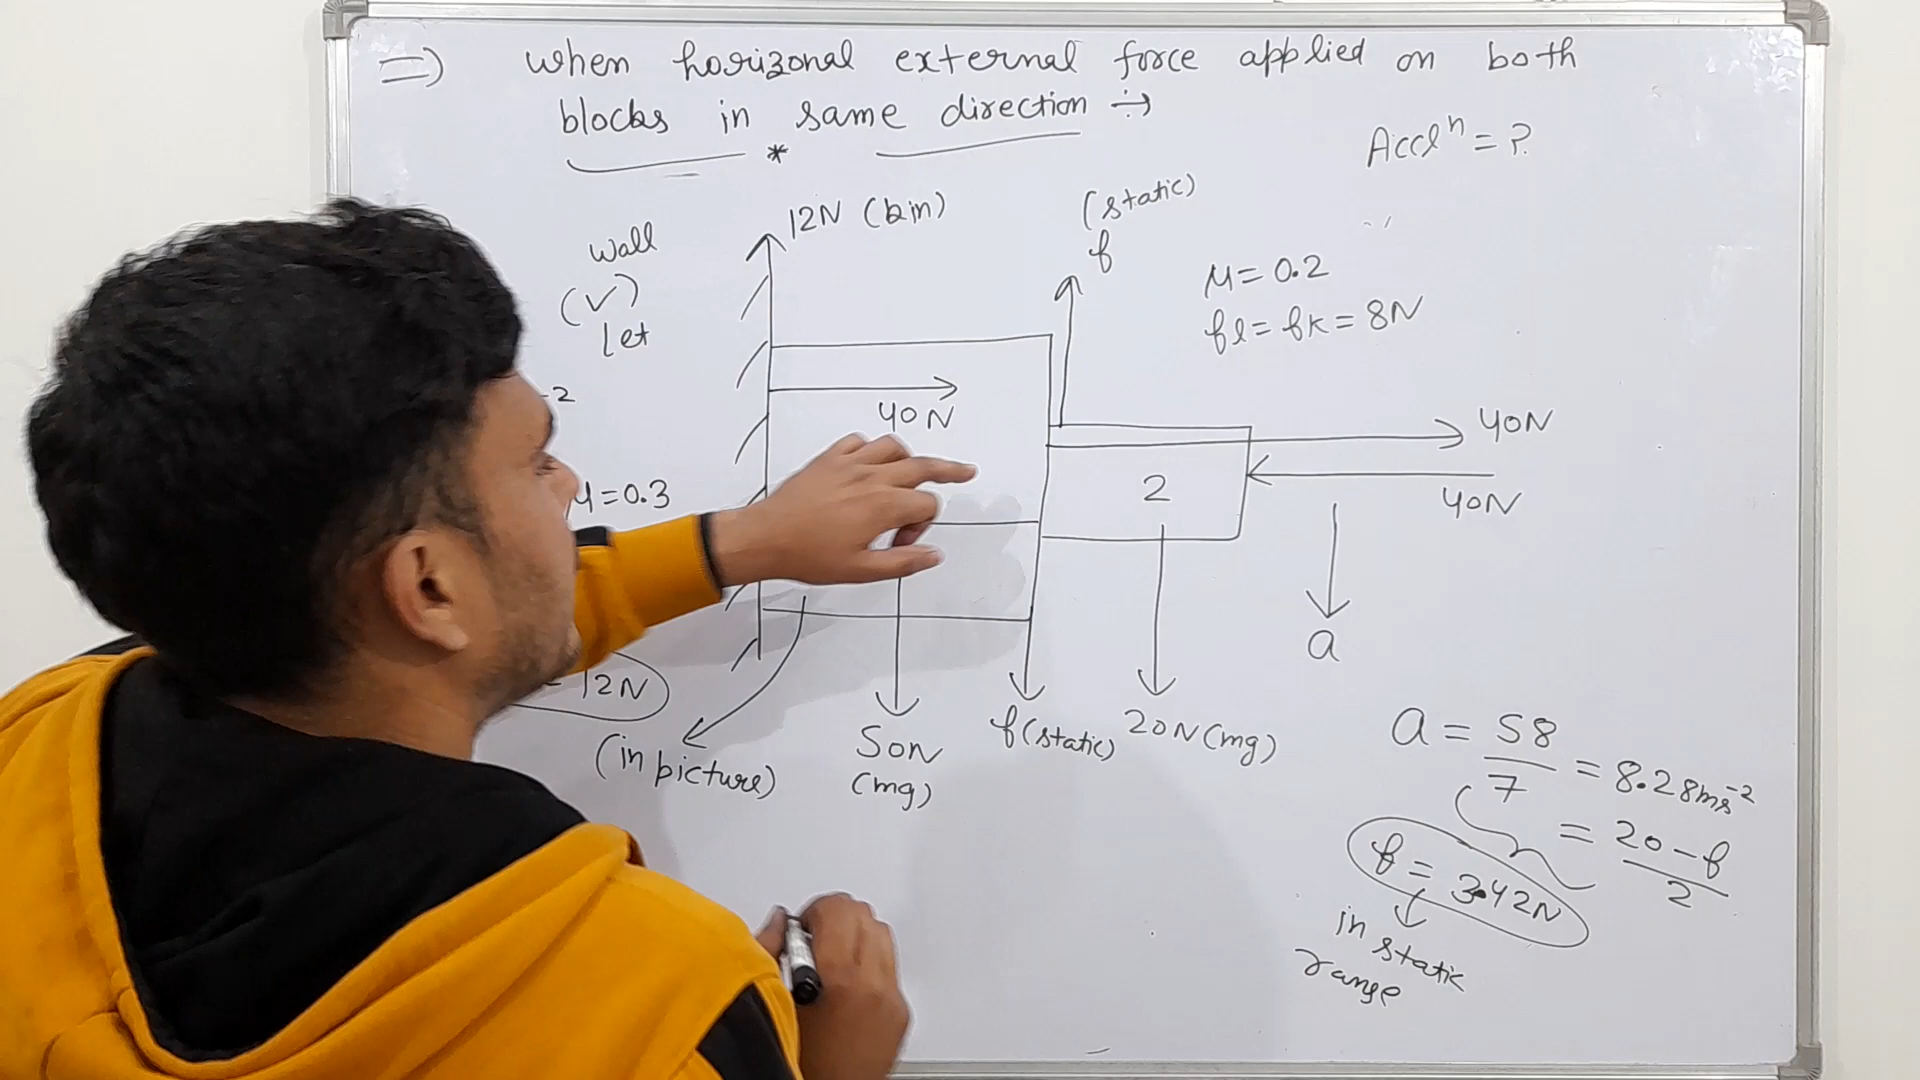 =) when horizonal external force applied on both
blocks in same direction ÷→
*
Accl^n = ?
12N (kin)
(static)
f
wall
(v)
Let
μ = 0.2
fl = fk = 8N
-2
40N
40N
2
40N
μ = 0.3
a
12N
(in picture)
50N
(mg)
f(static)
20N(mg)
a = 58/7 = 8.28ms^-2
= 20-f/2
f = 3.42N
in static
range